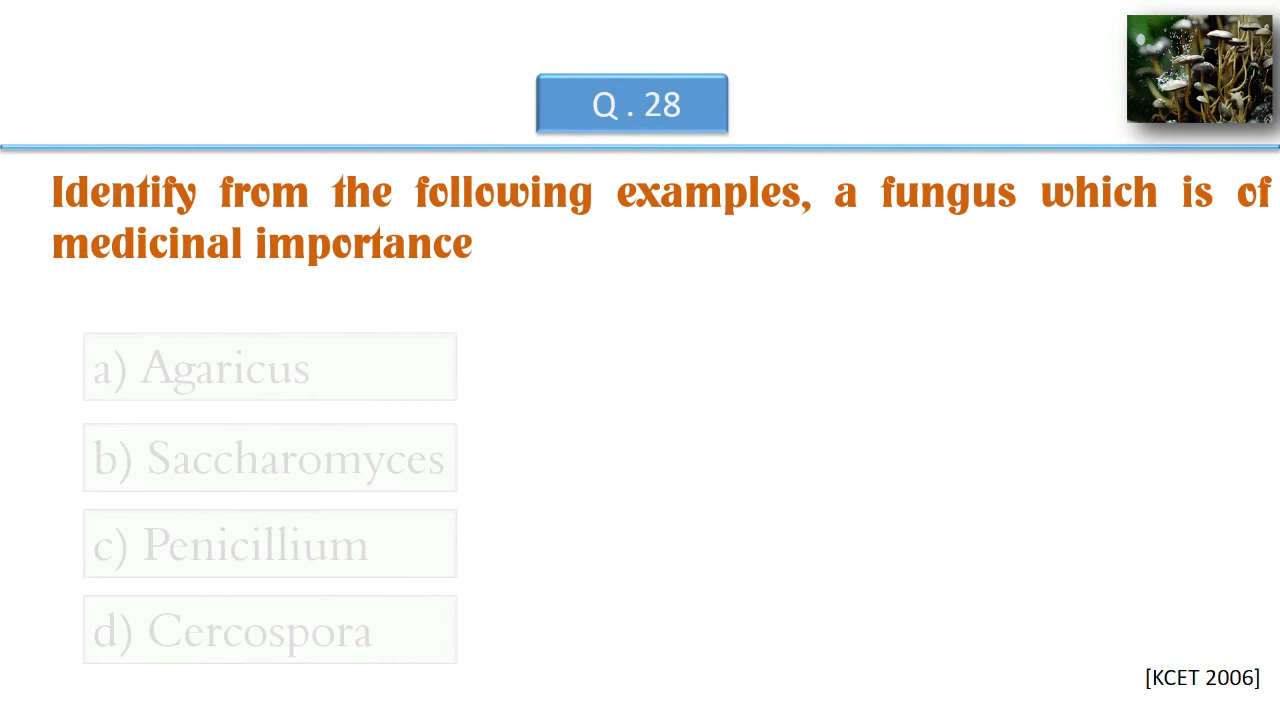 Q . 28
Identify from the following examples, a fungus which is of
medicinal importance
a) Agaricus
b) Saccharomyces
c) Penicillium
d) Cercospora
[KCET 2006]